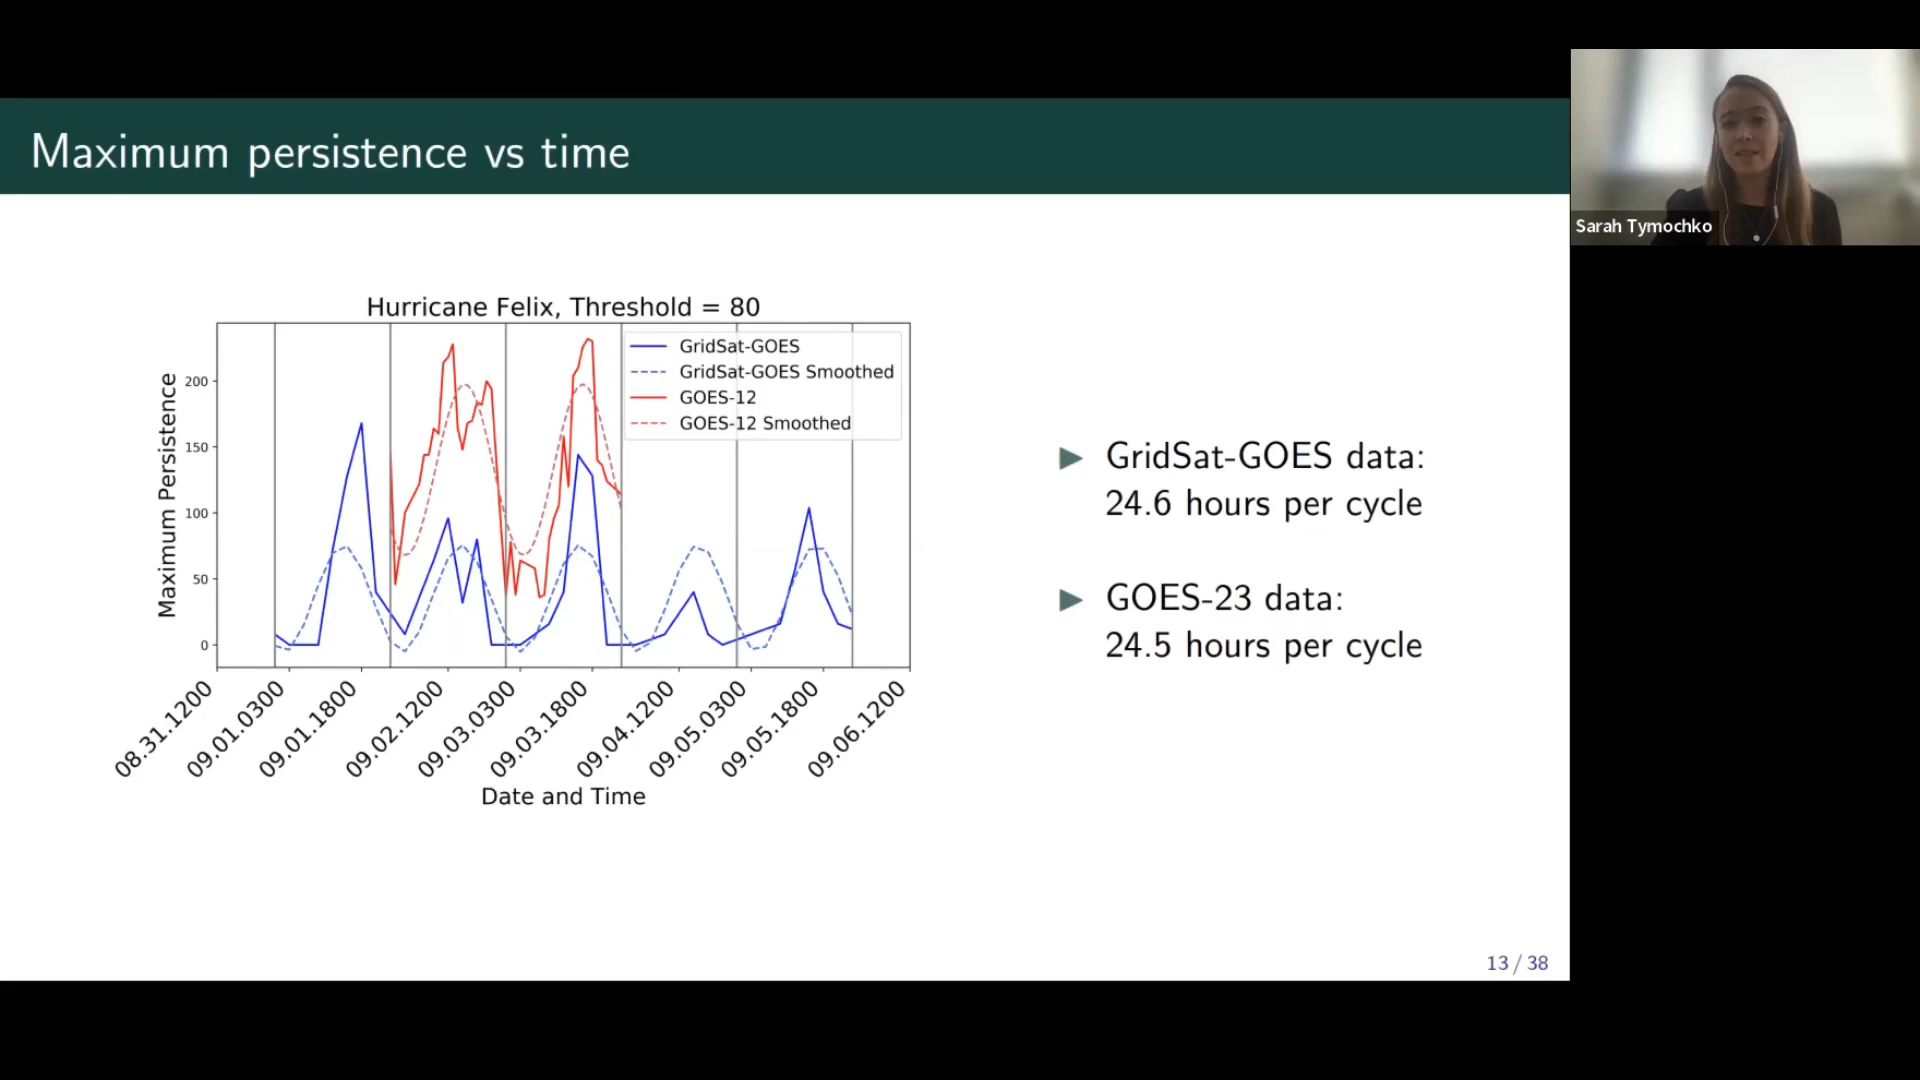 Maximum persistence vs time
Sarah Tymochko
Hurricane Felix, Threshold = 80
GridSat-GOES
GridSat-GOES Smoothed
GOES-12
GOES-12 Smoothed
Maximum Persistence
200
150
100
50
0
08.31.1200
09.01.0300
09.01.1800
09.02.1200
09.03.0300
09.03.1800
09.04.1200
09.05.0300
09.05.1800
09.06.1200
Date and Time
GridSat-GOES data:
24.6 hours per cycle
GOES-23 data:
24.5 hours per cycle
13 / 38